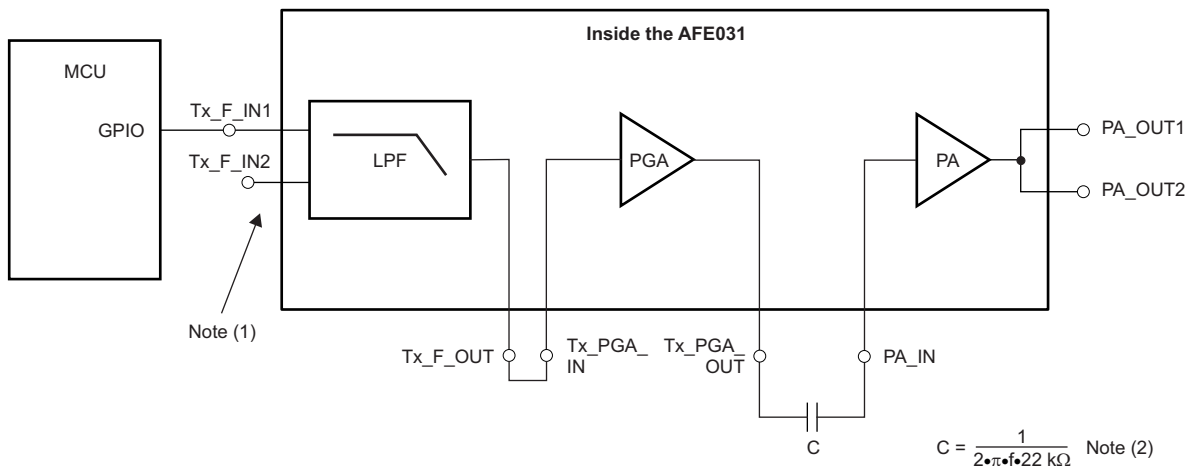 Inside the AFE031
MCU
GPIO
Tx_F_IN1
Tx_F_IN2
LPF
PGA
PA
PA_OUT1
PA_OUT2
Note (1)
Tx_F_OUT
Tx_PGA_
IN
Tx_PGA_
OUT
PA_IN
C
C = 1 / 2•π•f•22 kΩ Note (2)